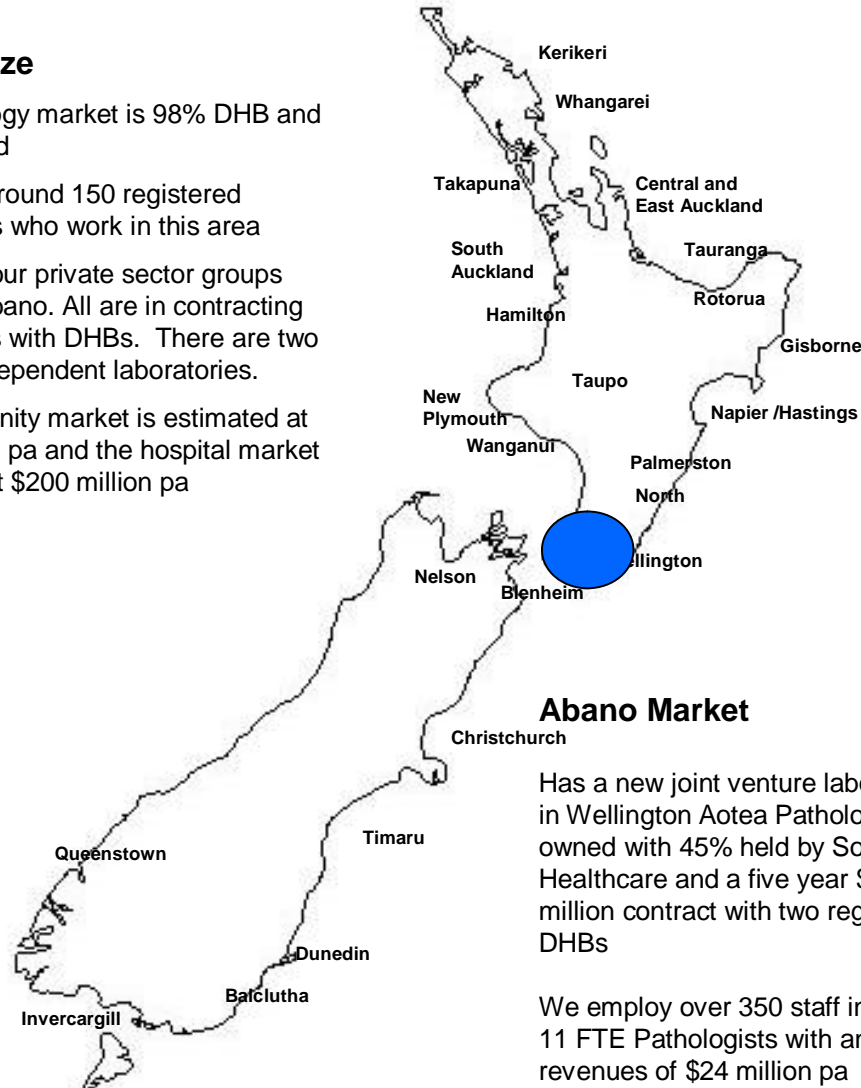 ze
ogy market is 98% DHB and
d
round 150 registered
s who work in this area
our private sector groups
bano. All are in contracting
s with DHBs. There are two
ependent laboratories.
nity market is estimated at
pa and the hospital market
t $200 million pa
Kerikeri
Whangarei
Takapuna
Central and
East Auckland
South
Auckland
Tauranga
Rotorua
Hamilton
Gisborne
Taupo
New
Plymouth
Napier /Hastings
Wanganui
Palmerston
North
ellington
Nelson
Blenheim
Christchurch
Timaru
Queenstown
Dunedin
Balclutha
Invercargill
Abano Market
Has a new joint venture labo
in Wellington Aotea Patholo
owned with 45% held by So
Healthcare and a five year $
million contract with two reg
DHBs
We employ over 350 staff in
11 FTE Pathologists with an
revenues of $24 million pa